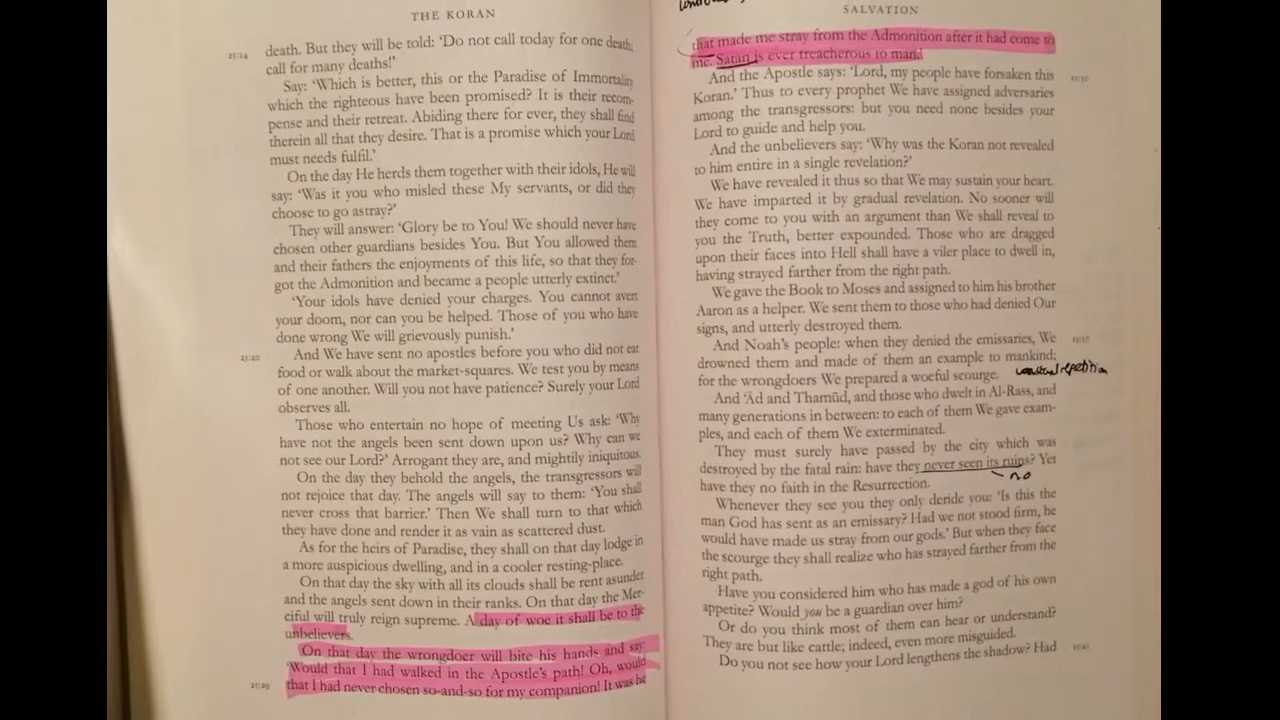 THE KORAN
25:14
death. But they will be told: ‘Do not call today for one death;
call for many deaths!’
Say: ‘Which is better, this or the Paradise of Immortality
which the righteous have been promised? It is their recom-
pense and their retreat. Abiding there for ever, they shall find
therein all that they desire. That is a promise which your Lord
must needs fulfil.’
On the day He herds them together with their idols, He will
say: ‘Was it you who misled these My servants, or did they
choose to go astray?’
They will answer: ‘Glory be to You! We should never have
chosen other guardians besides You. But You allowed them
and their fathers the enjoyments of this life, so that they for-
got the Admonition and became a people utterly extinct.’
‘Your idols have denied your charges. You cannot avert
your doom, nor can you be helped. Those of you who have
done wrong We will grievously punish.’
25:20
And We have sent no apostles before you who did not eat
food or walk about the market-squares. We test you by means
of one another. Will you not have patience? Surely your Lord
observes all.
Those who entertain no hope of meeting Us ask: ‘Why
have not the angels been sent down upon us? Why can we
not see our Lord?’ Arrogant they are, and mightily iniquitous.
On the day they behold the angels, the transgressors will
not rejoice that day. The angels will say to them: ‘You shall
never cross that barrier.’ Then We shall turn to that which
they have done and render it as vain as scattered dust.
As for the heirs of Paradise, they shall on that day lodge in
a more auspicious dwelling, and in a cooler resting-place.
On that day the sky with all its clouds shall be rent asunder
and the angels sent down in their ranks. On that day the Mer-
ciful will truly reign supreme. A day of woe it shall be to the
unbelievers.
On that day the wrongdoer will bite his hands and say:
‘Would that I had walked in the Apostle’s path! Oh, would
25:29
that I had never chosen so-and-so for my companion! It was he
SALVATION
that made me stray from the Admonition after it had come to
me. Satan is ever treacherous to man.’
And the Apostle says: ‘Lord, my people have forsaken this
25:30
Koran.’ Thus to every prophet We have assigned adversaries
among the transgressors: but you need none besides your
Lord to guide and help you.
And the unbelievers say: ‘Why was the Koran not revealed
to him entire in a single revelation?’
We have revealed it thus so that We may sustain your heart.
We have imparted it by gradual revelation. No sooner will
they come to you with an argument than We shall reveal to
you the Truth, better expounded. Those who are dragged
upon their faces into Hell shall have a viler place to dwell in,
having strayed farther from the right path.
We gave the Book to Moses and assigned to him his brother
Aaron as a helper. We sent them to those who had denied Our
signs, and utterly destroyed them.
And Noah’s people: when they denied the emissaries, We
25:37
drowned them and made of them an example to mankind;
for the wrongdoers We prepared a woeful scourge.
constant repetition
And ‘Ād and Thamūd, and those who dwelt in Al-Rass, and
many generations in between: to each of them We gave exam-
ples, and each of them We exterminated.
They must surely have passed by the city which was
destroyed by the fatal rain: have they never seen its ruins? Yet
no
have they no faith in the Resurrection.
Whenever they see you they only deride you: ‘Is this the
man God has sent as an emissary? Had we not stood firm, he
would have made us stray from our gods.’ But when they face
the scourge they shall realize who has strayed farther from the
right path.
Have you considered him who has made a god of his own
appetite? Would you be a guardian over him?
Or do you think most of them can hear or understand?
They are but like cattle; indeed, even more misguided.
Do you not see how your Lord lengthens the shadow? Had